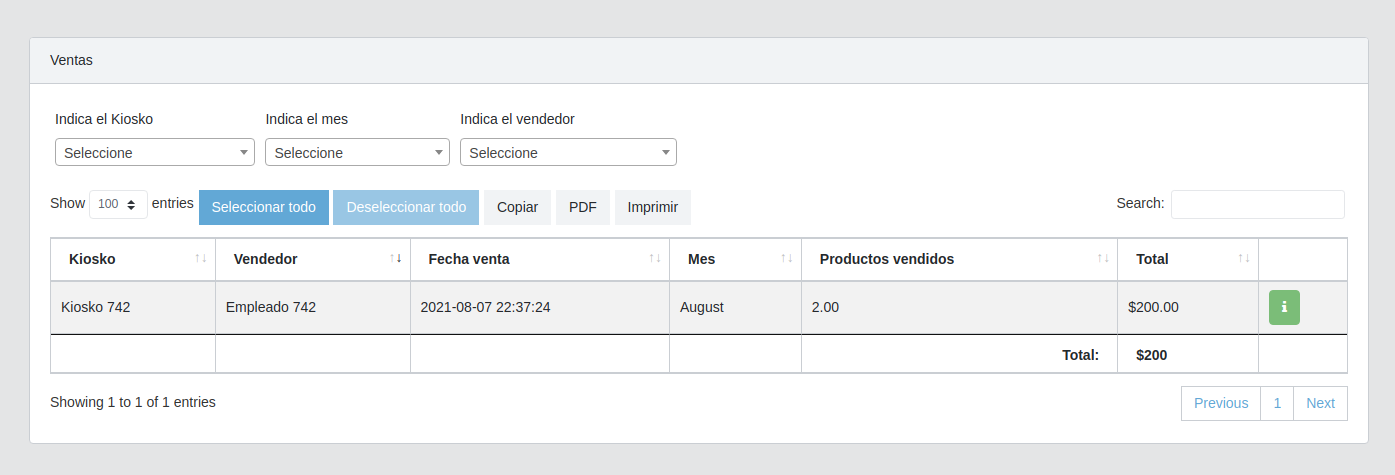 Ventas
Indica el Kiosko Indica el mes Indica el vendedor
Seleccione Seleccione Seleccione
Show 100 entries Seleccionar todo Deseleccionar todo Copiar PDF Imprimir Search:
Kiosko Vendedor Fecha venta Mes Productos vendidos Total
Kiosko 742 Empleado 742 2021-08-07 22:37:24 August 2.00 $200.00
Total: $200
Showing 1 to 1 of 1 entries Previous 1 Next